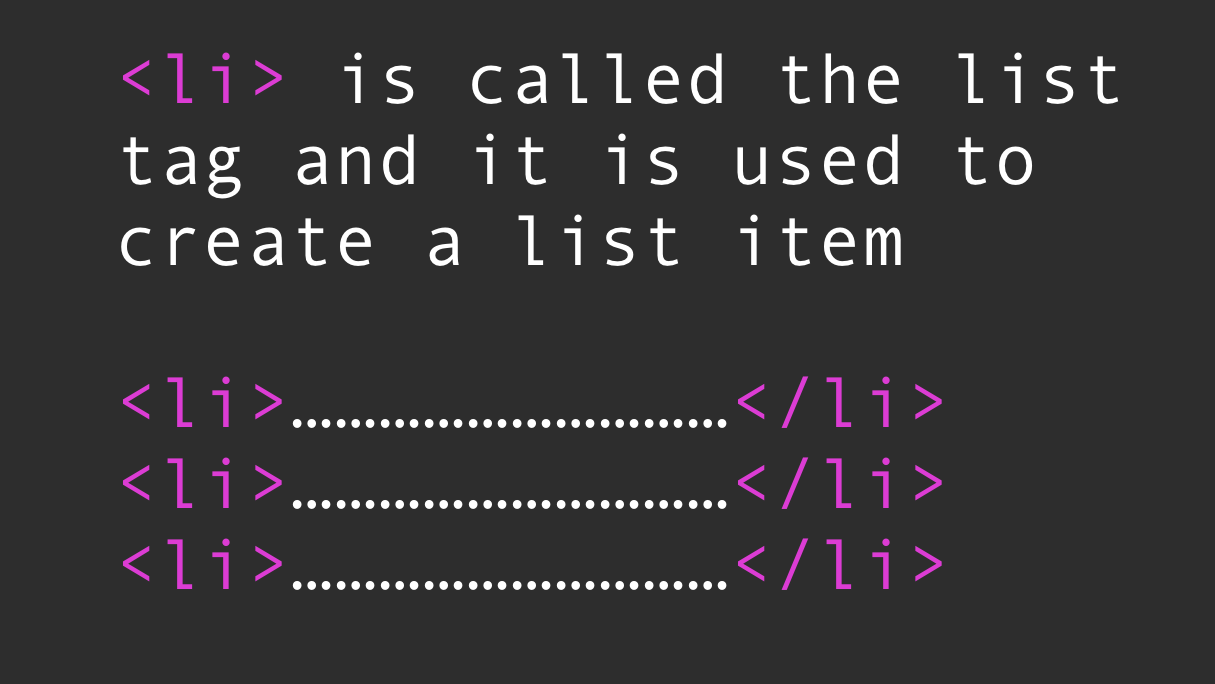 <li> is called the list
tag and it is used to
create a list item
<li>..............................</li>
<li>..............................</li>
<li>..............................</li>